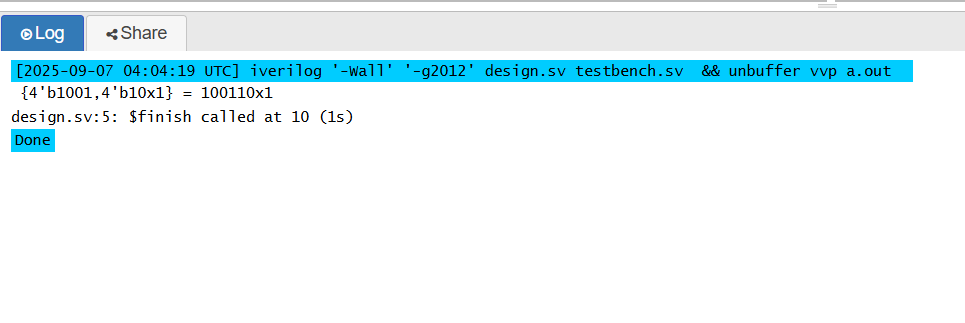 Log Share
[2025-09-07 04:04:19 UTC] iverilog '-Wall' '-g2012' design.sv testbench.sv  && unbuffer vvp a.out
{4'b1001,4'b10x1} = 100110x1
design.sv:5: $finish called at 10 (1s)
Done